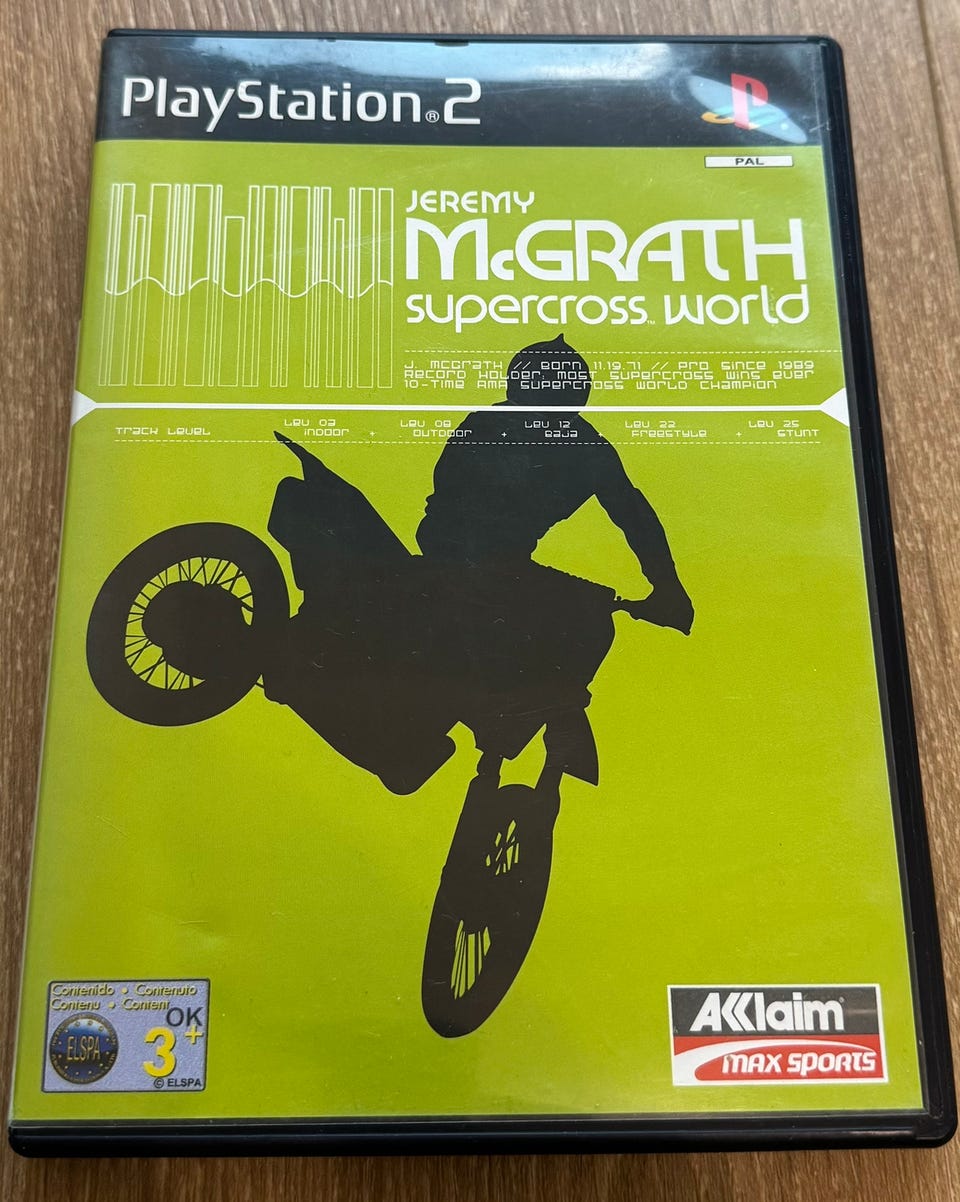 PlayStation®2
PAL
JEREMY
McGRATH
supercross™ world
J. McGRATH // BORN 11.19.71 // PRO SINCE 1989
RECORD HOLDER: MOST SUPERCROSS WINS EVER
10-TIME AMA SUPERCROSS WORLD CHAMPION
TRACK LEVEL
LEV 03 INDOOR + LEV 08 OUTDOOR + LEV 12 BAJA + LEV 22 FREESTYLE + LEV 25 STUNT
Contenido • Contenuto
Contenu • Content
OK
ELSPA
3+
© ELSPA
AKKlaim®
MAX SPORTS